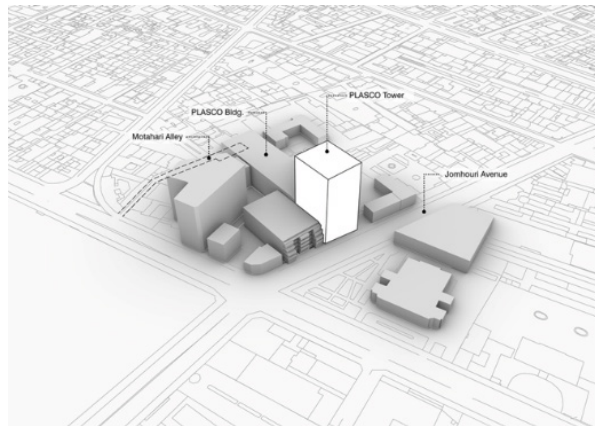 PLASCO Tower
PLASCO Bldg.
Motahari Alley
Jomhouri Avenue